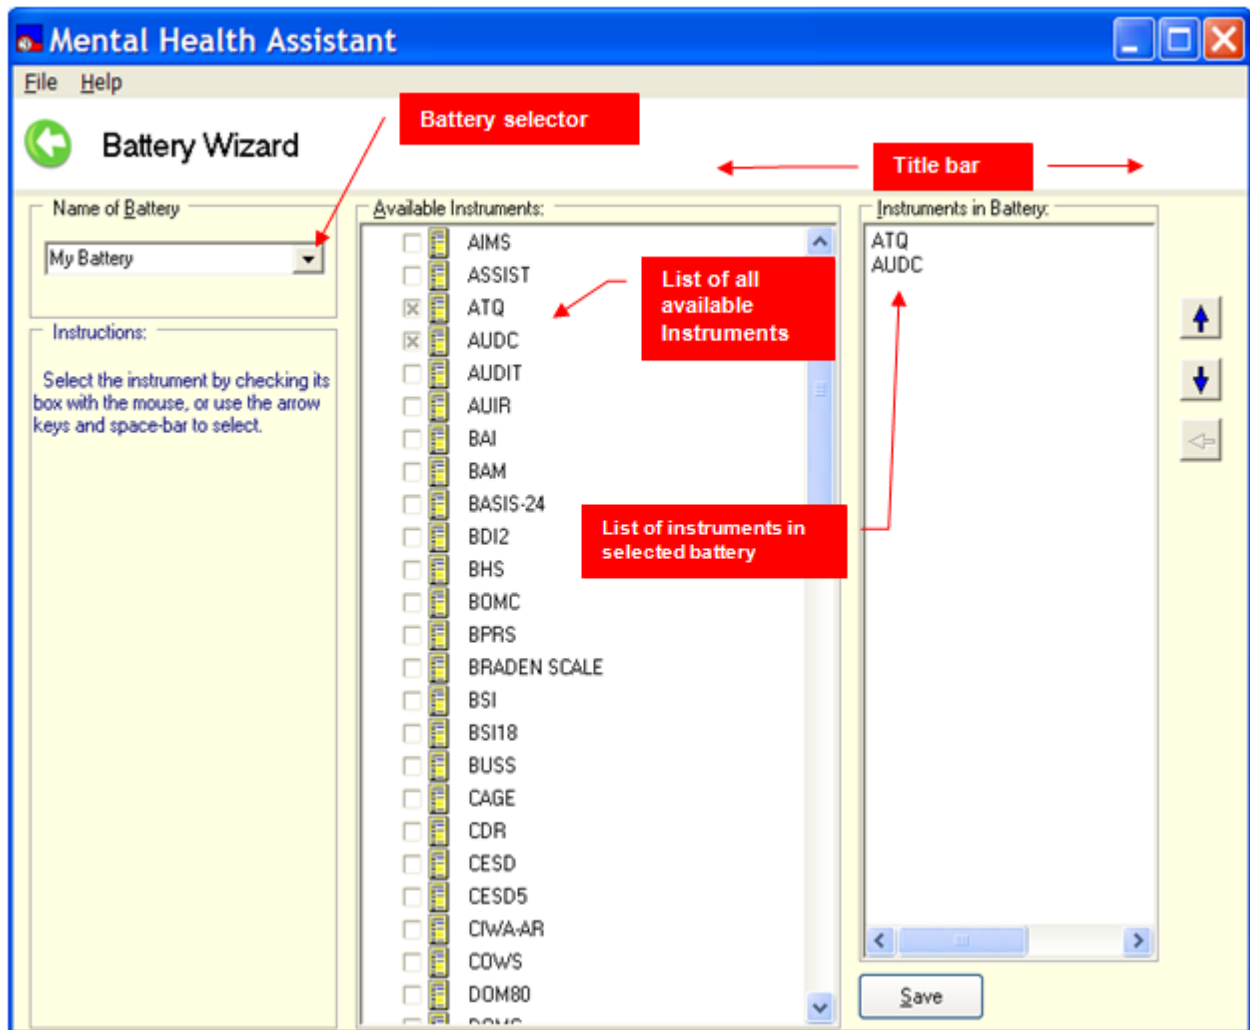 Mental Health Assistant
File Help
Battery selector
Battery Wizard
Title bar
Name of Battery
My Battery
Instructions:
Select the instrument by checking its
box with the mouse, or use the arrow
keys and space-bar to select.
Available Instruments:
AIMS
ASSIST
ATQ
AUDC
AUDIT
AUIR
BAI
BAM
BASIS-24
BDI2
BHS
BOMC
BPRS
BRADEN SCALE
BSI
BSI18
BUSS
CAGE
CDR
CESD
CESD5
CIWA-AR
COWS
DOM80
List of all
available
Instruments
List of instruments in
selected battery
Instruments in Battery:
ATQ
AUDC
Save